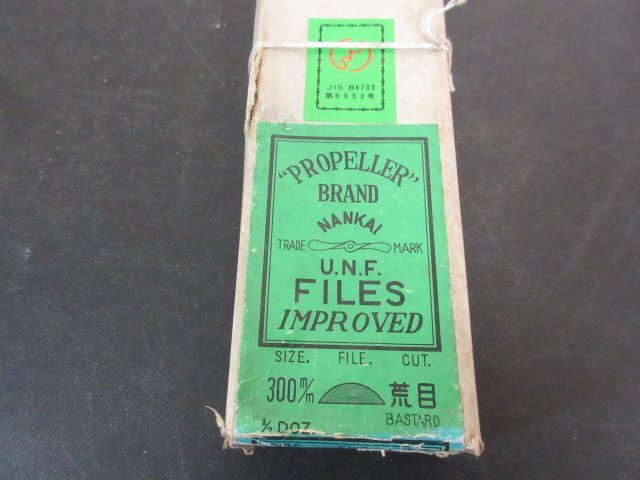 JIS B4703
第6932号
"PROPELLER"
BRAND
NANKAI
TRADE MARK
U.N.F.
FILES
IMPROVED
SIZE. FILE. CUT.
300m/m 荒目
BASTARD
½ DOZ